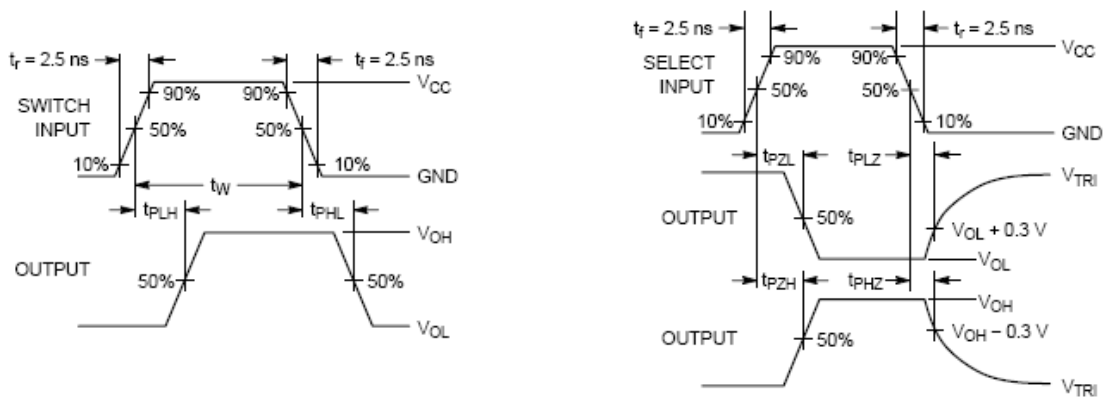 tr = 2.5 ns
tf = 2.5 ns
VCC
SWITCH
INPUT
90%
90%
50%
50%
10%
10%
GND
tW
tPLH
tPHL
VOH
OUTPUT
50%
50%
VOL
tf = 2.5 ns
tr = 2.5 ns
VCC
SELECT
INPUT
90%
90%
50%
50%
10%
10%
GND
tPZL
tPLZ
VTRI
OUTPUT
50%
VOL + 0.3 V
VOL
tPZH
tPHZ
VOH
OUTPUT
50%
VOH – 0.3 V
VTRI